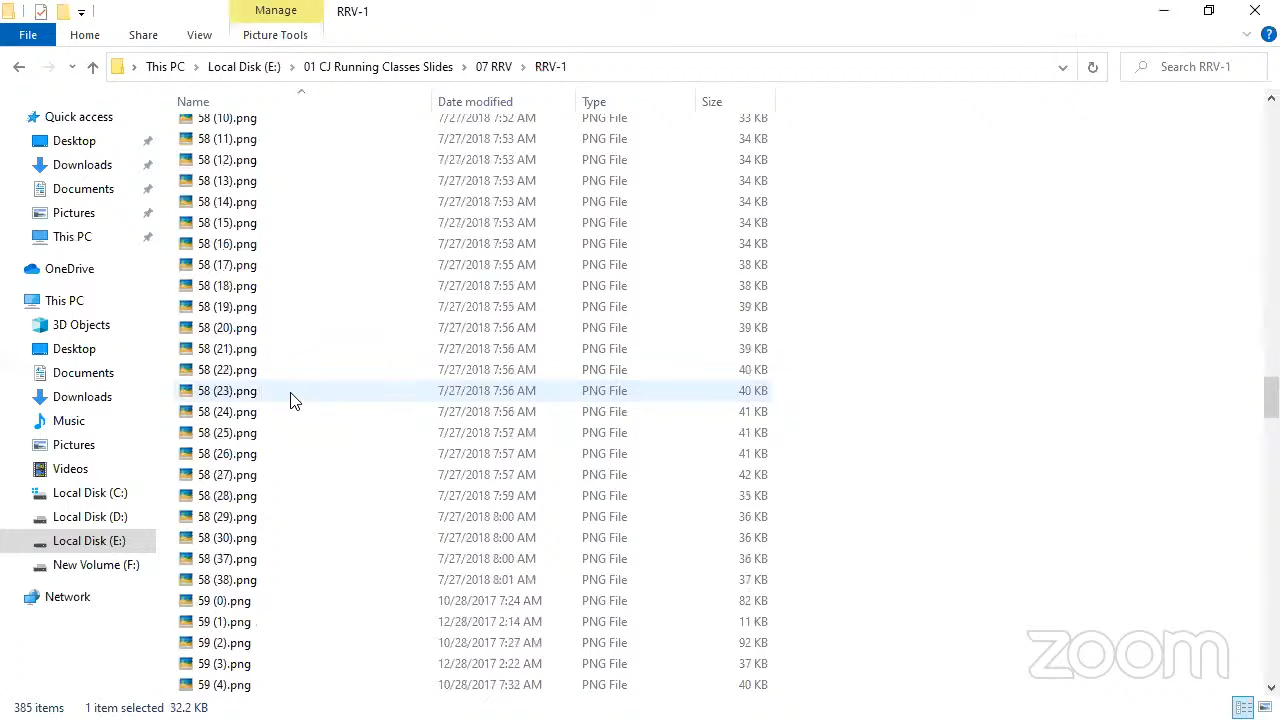 Manage
RRV-1
File
Home
Share
View
Picture Tools
This PC
Local Disk (E:)
01 CJ Running Classes Slides
07 RRV
RRV-1
Search RRV-1
Name
Date modified
Type
Size
Quick access
Desktop
Downloads
Documents
Pictures
This PC
OneDrive
This PC
3D Objects
Desktop
Documents
Downloads
Music
Pictures
Videos
Local Disk (C:)
Local Disk (D:)
Local Disk (E:)
New Volume (F:)
Network
58 (10).png 7/27/2018 7:52 AM PNG File 33 KB
58 (11).png 7/27/2018 7:53 AM PNG File 34 KB
58 (12).png 7/27/2018 7:53 AM PNG File 34 KB
58 (13).png 7/27/2018 7:53 AM PNG File 34 KB
58 (14).png 7/27/2018 7:53 AM PNG File 34 KB
58 (15).png 7/27/2018 7:53 AM PNG File 34 KB
58 (16).png 7/27/2018 7:53 AM PNG File 34 KB
58 (17).png 7/27/2018 7:55 AM PNG File 38 KB
58 (18).png 7/27/2018 7:55 AM PNG File 38 KB
58 (19).png 7/27/2018 7:55 AM PNG File 39 KB
58 (20).png 7/27/2018 7:56 AM PNG File 39 KB
58 (21).png 7/27/2018 7:56 AM PNG File 39 KB
58 (22).png 7/27/2018 7:56 AM PNG File 40 KB
58 (23).png 7/27/2018 7:56 AM PNG File 40 KB
58 (24).png 7/27/2018 7:56 AM PNG File 41 KB
58 (25).png 7/27/2018 7:57 AM PNG File 41 KB
58 (26).png 7/27/2018 7:57 AM PNG File 41 KB
58 (27).png 7/27/2018 7:57 AM PNG File 42 KB
58 (28).png 7/27/2018 7:59 AM PNG File 35 KB
58 (29).png 7/27/2018 8:00 AM PNG File 36 KB
58 (30).png 7/27/2018 8:00 AM PNG File 36 KB
58 (37).png 7/27/2018 8:00 AM PNG File 36 KB
58 (38).png 7/27/2018 8:01 AM PNG File 37 KB
59 (0).png 10/28/2017 7:24 AM PNG File 82 KB
59 (1).png 12/28/2017 2:14 AM PNG File 11 KB
59 (2).png 10/28/2017 7:27 AM PNG File 92 KB
59 (3).png 12/28/2017 2:22 AM PNG File 37 KB
59 (4).png 10/28/2017 7:32 AM PNG File 40 KB
zoom
385 items 1 item selected 32.2 KB